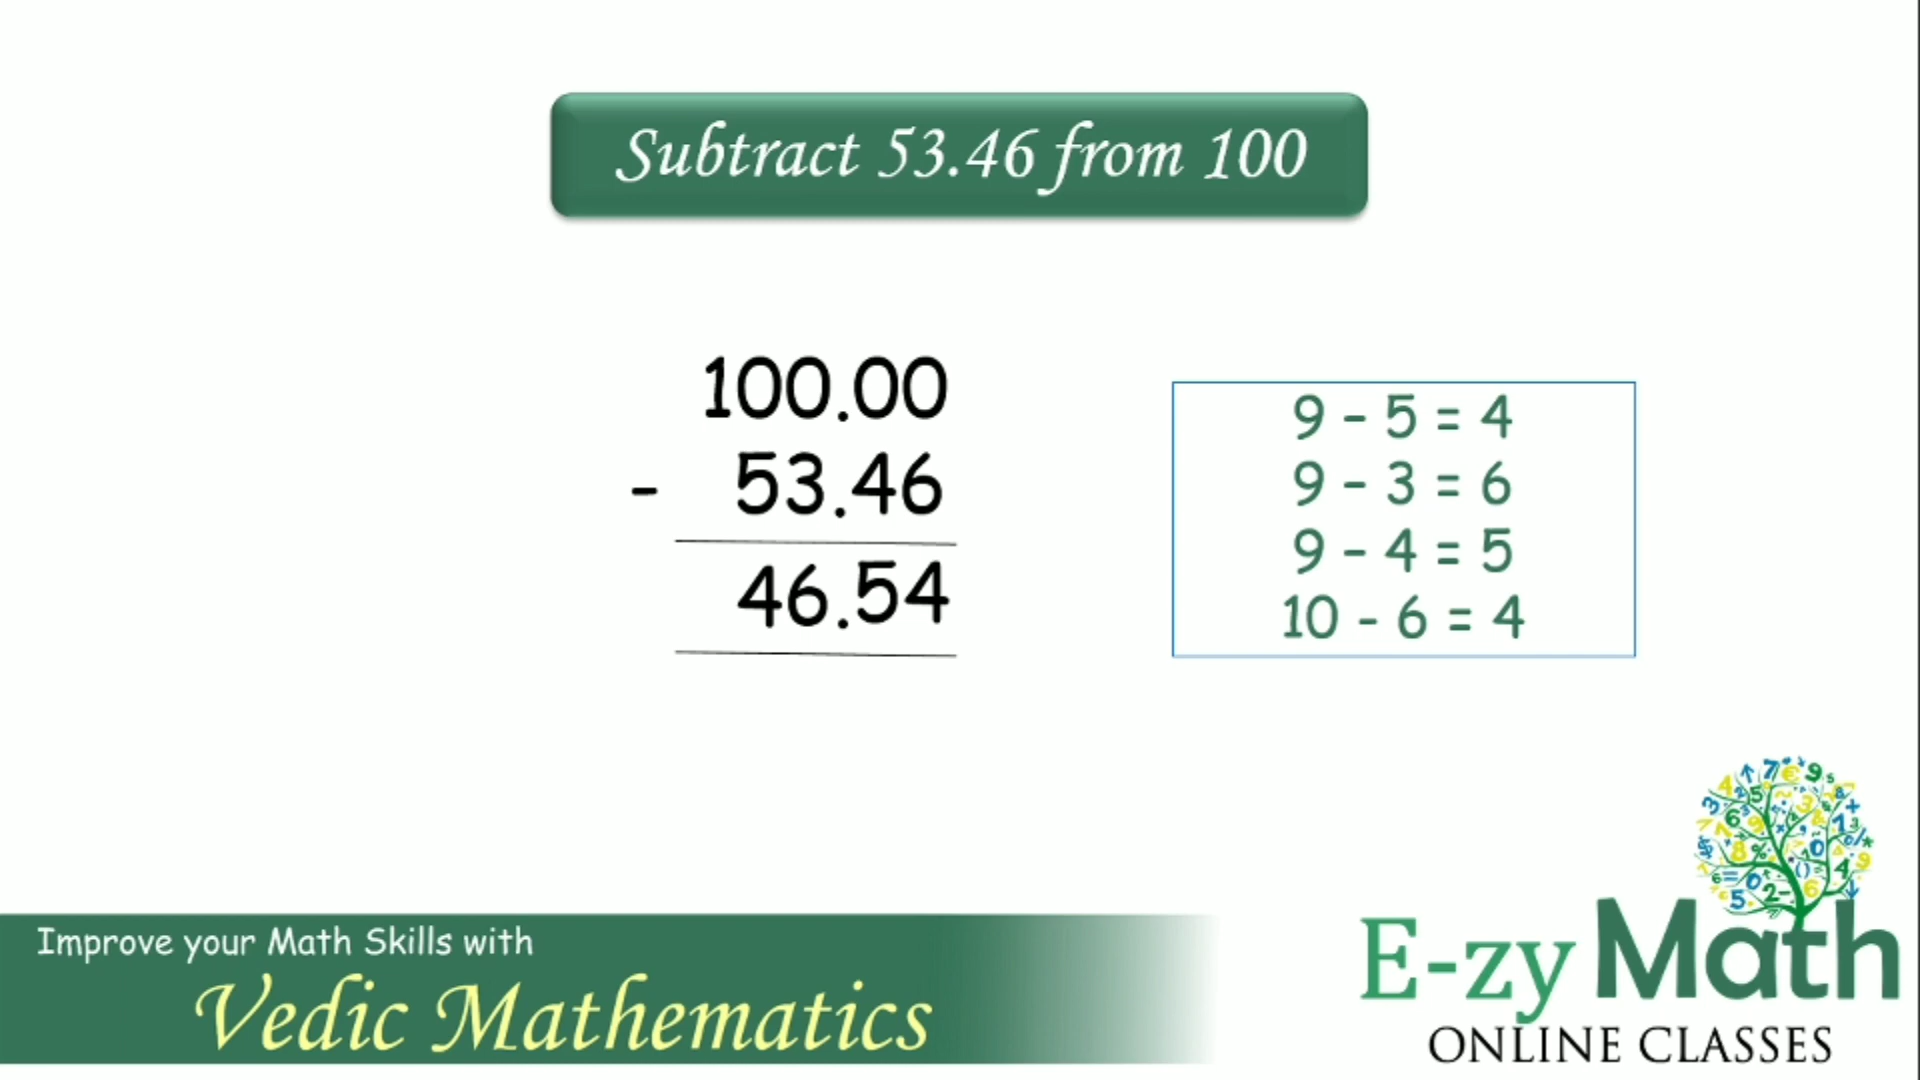 Subtract 53.46 from 100
100.00
- 53.46
46.54
9 - 5 = 4
9 - 3 = 6
9 - 4 = 5
10 - 6 = 4
Improve your Math Skills with
Vedic Mathematics
E-zy Math
ONLINE CLASSES